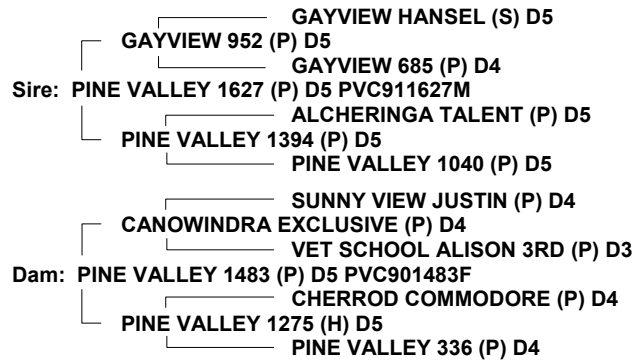 GAYVIEW HANSEL (S) D5
GAYVIEW 952 (P) D5
GAYVIEW 685 (P) D4
Sire: PINE VALLEY 1627 (P) D5 PVC911627M
ALCHERINGA TALENT (P) D5
PINE VALLEY 1394 (P) D5
PINE VALLEY 1040 (P) D5
SUNNY VIEW JUSTIN (P) D4
CANOWINDRA EXCLUSIVE (P) D4
VET SCHOOL ALISON 3RD (P) D3
Dam: PINE VALLEY 1483 (P) D5 PVC901483F
CHERROD COMMODORE (P) D4
PINE VALLEY 1275 (H) D5
PINE VALLEY 336 (P) D4